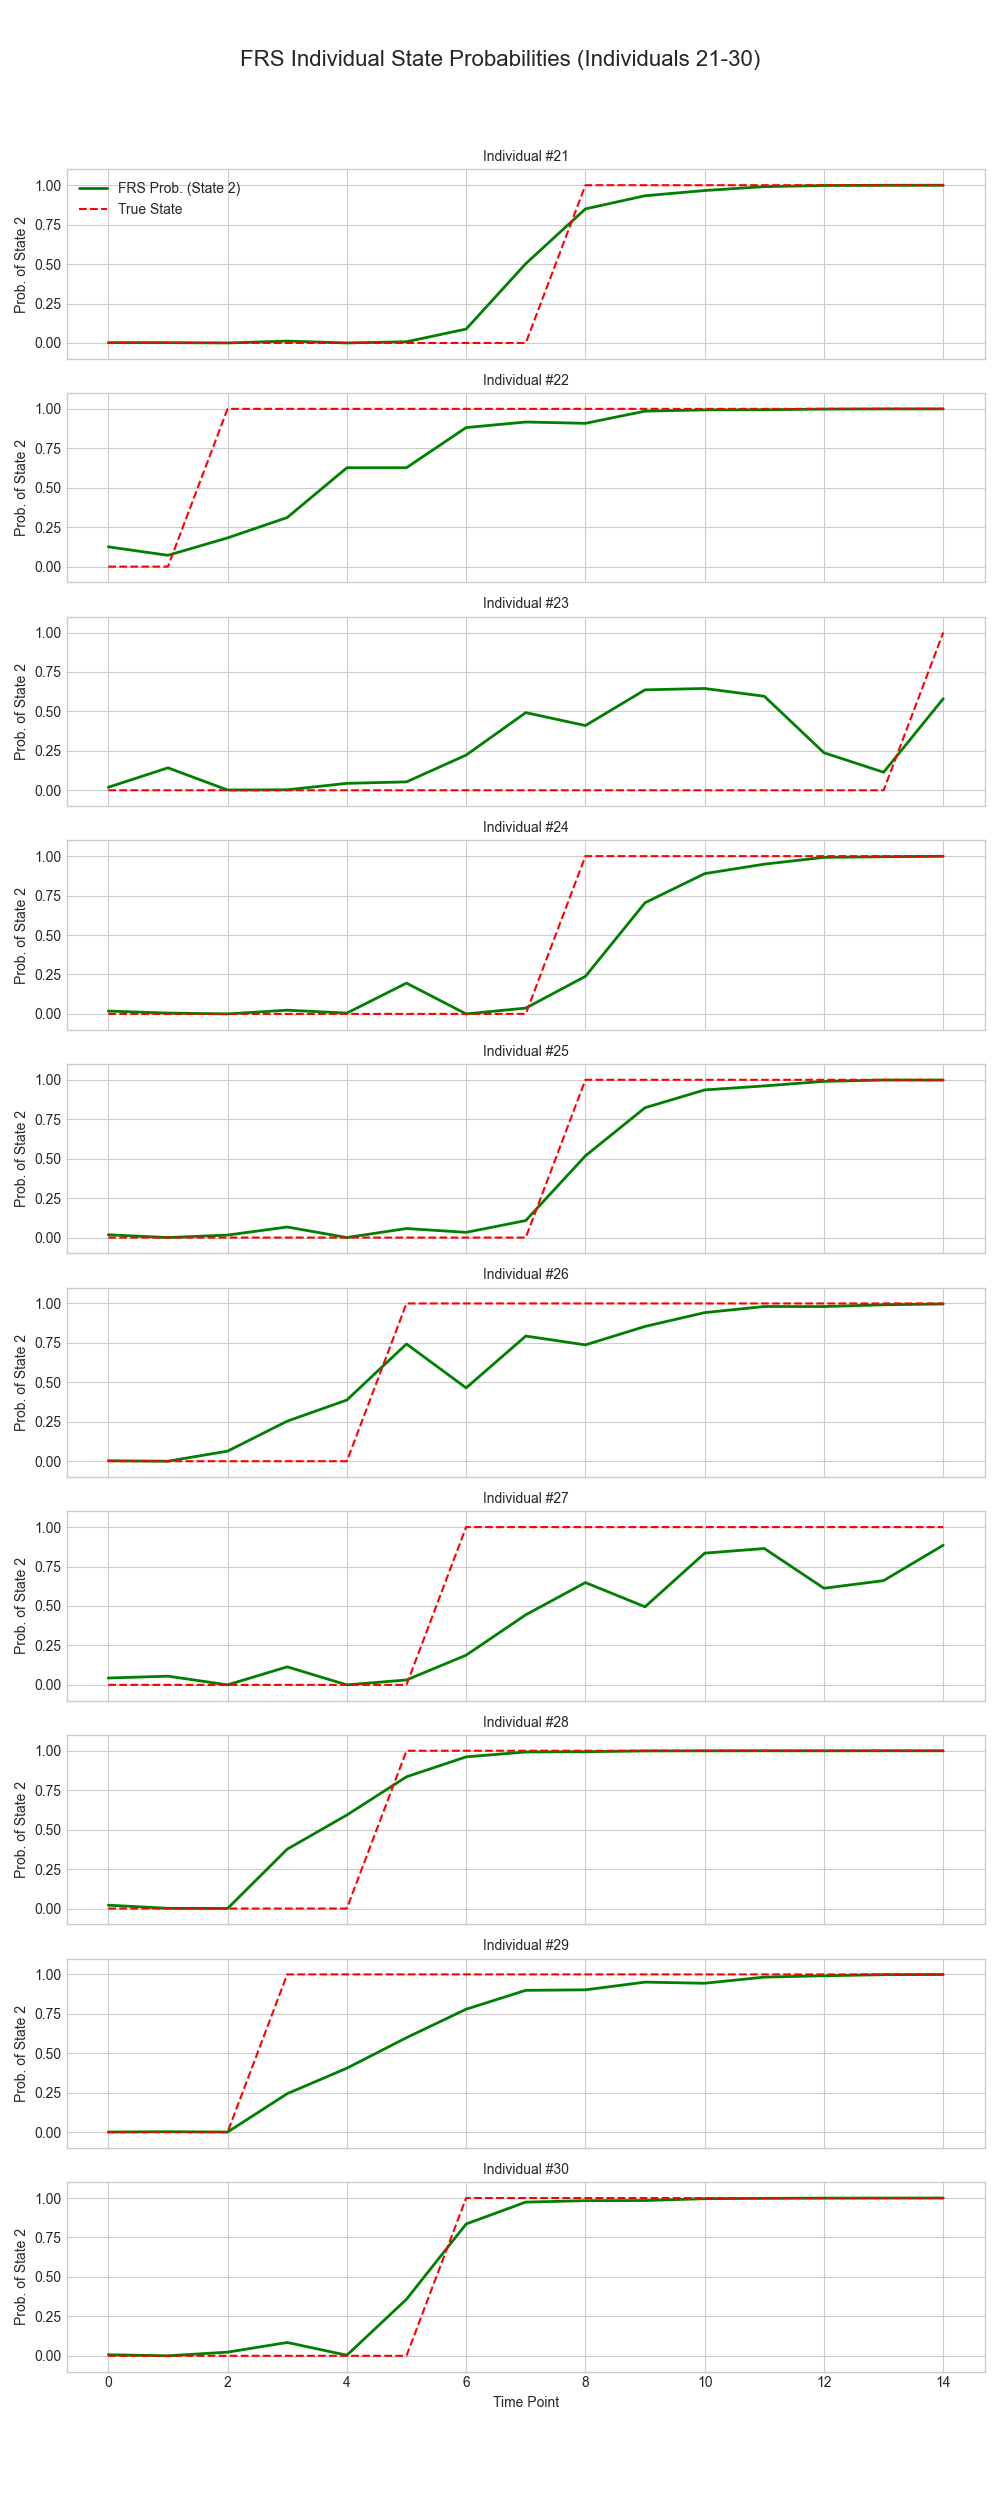 FRS Individual State Probabilities (Individuals 21-30)
Individual #21
Prob. of State 2
1.00
0.75
0.50
0.25
0.00
FRS Prob. (State 2)
True State
Individual #22
Prob. of State 2
1.00
0.75
0.50
0.25
0.00
Individual #23
Prob. of State 2
1.00
0.75
0.50
0.25
0.00
Individual #24
Prob. of State 2
1.00
0.75
0.50
0.25
0.00
Individual #25
Prob. of State 2
1.00
0.75
0.50
0.25
0.00
Individual #26
Prob. of State 2
1.00
0.75
0.50
0.25
0.00
Individual #27
Prob. of State 2
1.00
0.75
0.50
0.25
0.00
Individual #28
Prob. of State 2
1.00
0.75
0.50
0.25
0.00
Individual #29
Prob. of State 2
1.00
0.75
0.50
0.25
0.00
Individual #30
Prob. of State 2
1.00
0.75
0.50
0.25
0.00
0 2 4 6 8 10 12 14
Time Point